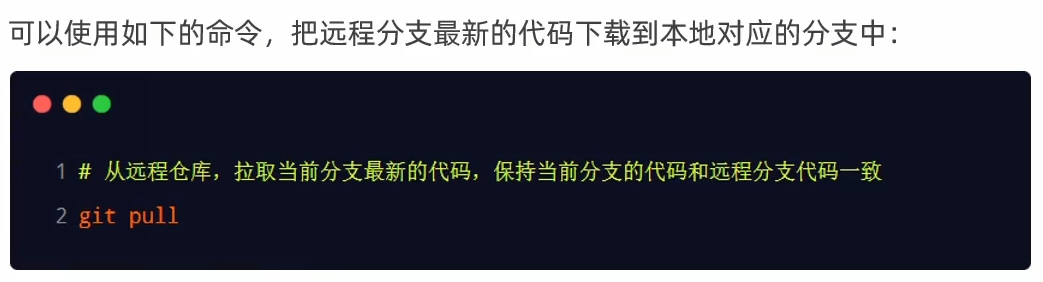 可以使用如下的命令，把远程分支最新的代码下载到本地对应的分支中：
1 # 从远程仓库，拉取当前分支最新的代码，保持当前分支的代码和远程分支代码一致
2 git pull